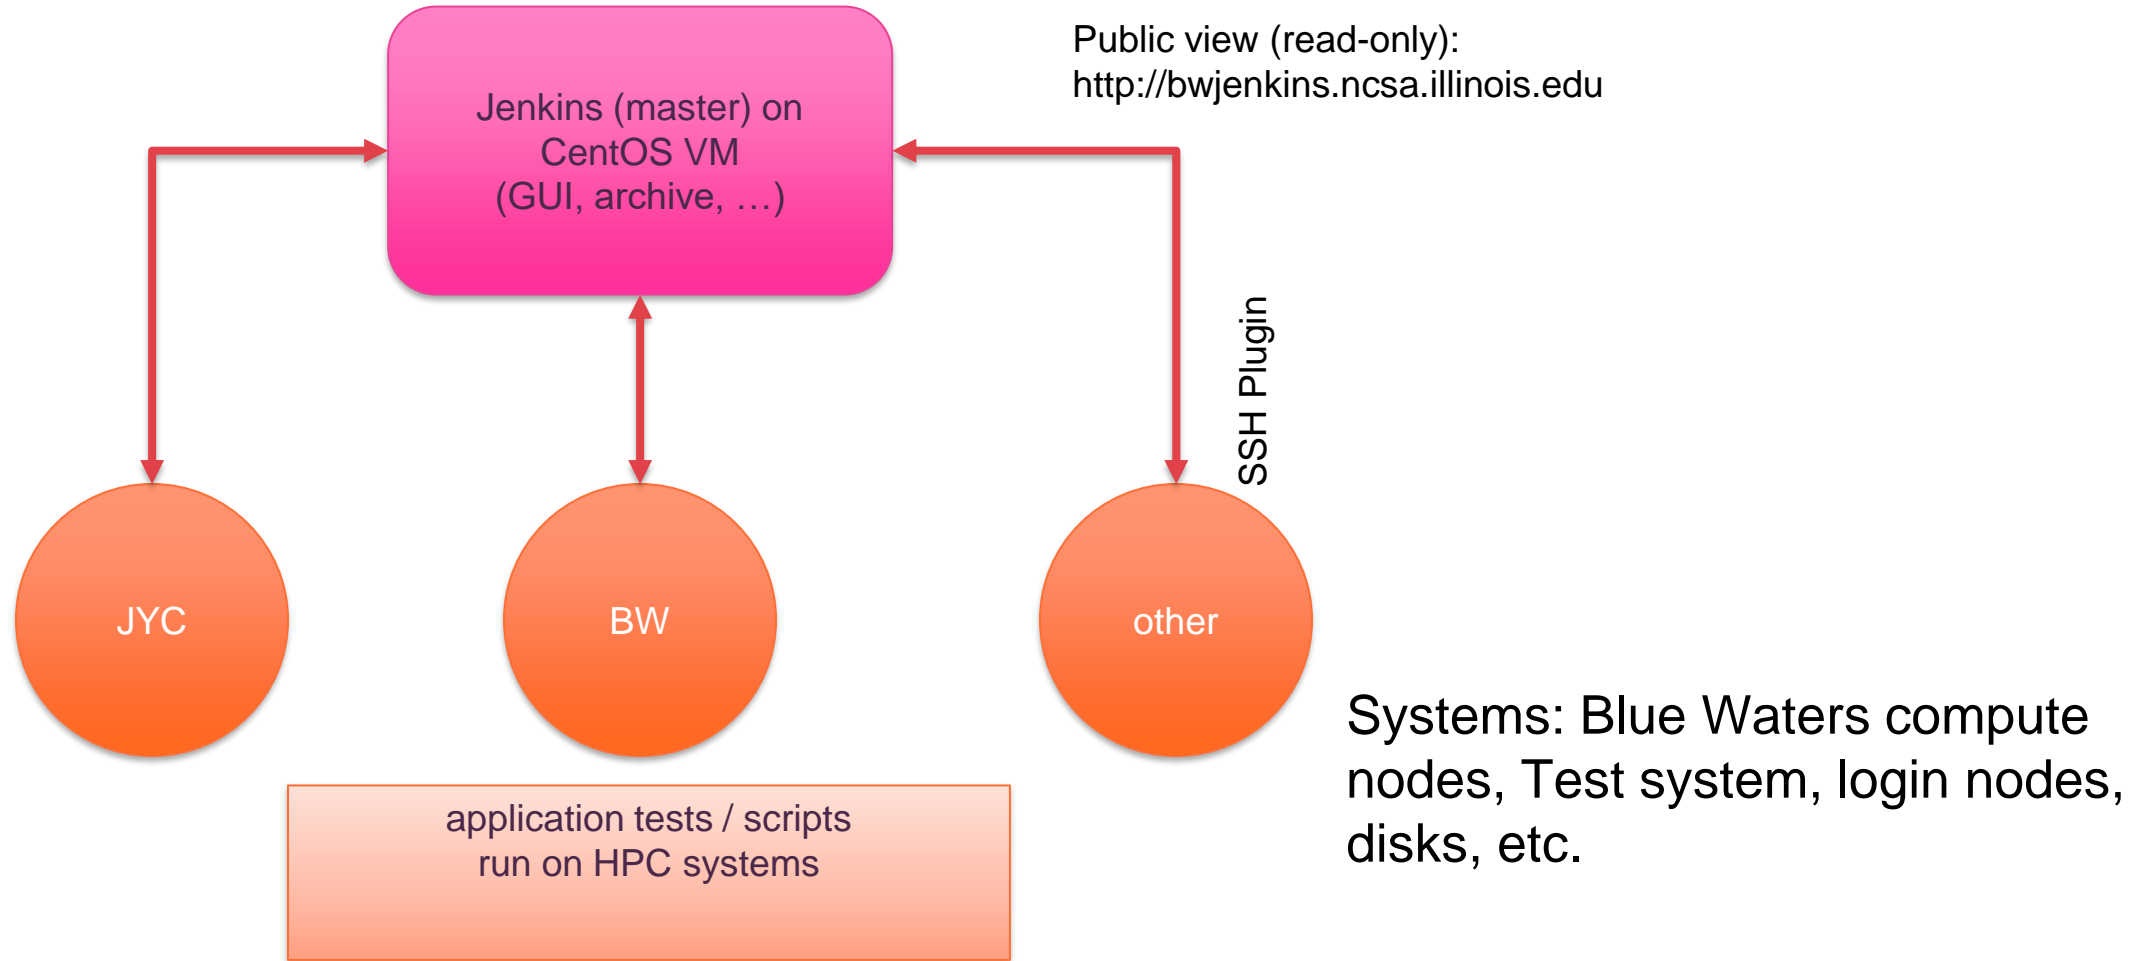 Public view (read-only):
http://bwjenkins.ncsa.illinois.edu
Jenkins (master) on
CentOS VM
(GUI, archive, …)
SSH Plugin
JYC
BW
other
Systems: Blue Waters compute
nodes, Test system, login nodes,
disks, etc.
application tests / scripts
run on HPC systems